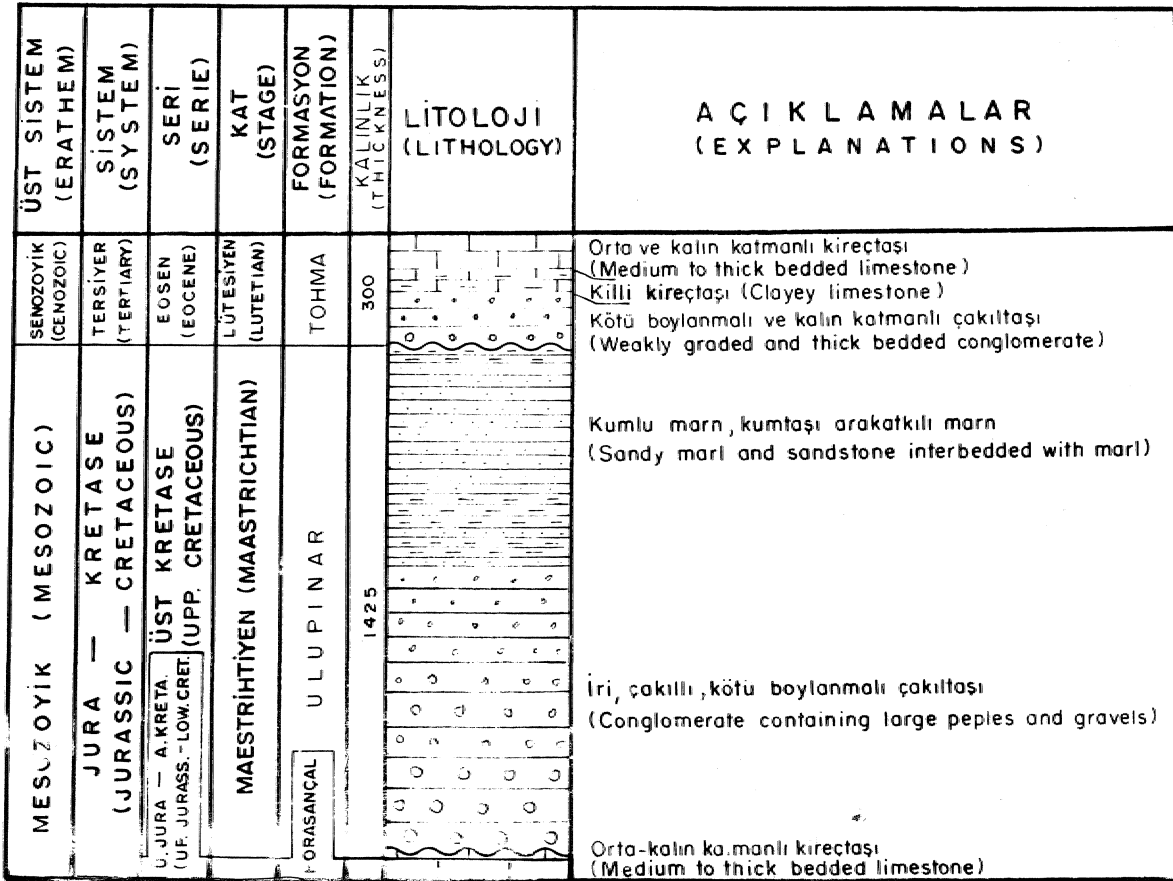 ÜST SİSTEM
(ERATHEM)
SİSTEM
(SYSTEM)
SERİ
(SERIE)
KAT
(STAGE)
FORMASYON
(FORMATION)
KALINLIK
(THİCKNESS)
LİTOLOJİ
(LITHOLOGY)
AÇIKLAMALAR
(EXPLANATIONS)
SENOZOYİK
(CENOZOIC)
TERSİYER
(TERTIARY)
EOSEN
(EOCENE)
LÜTESİYEN
(LUTETIAN)
TOHMA
300
Orta ve kalın katmanlı kireçtaşı
(Medium to thick bedded limestone)
Killi kireçtaşı (Clayey limestone)
Kötü boylanmalı ve kalın katmanlı çakıltaşı
(Weakly graded and thick bedded conglomerate)
MESOZOYİK (MESOZOIC)
JURA — KRETASE
(JURASSIC — CRETACEOUS)
ÜST KRETASE
(UPP. CRETACEOUS)
U. JURA — A.KRETA.
(UP. JURASS.-LOW.CRET.
MAESTRİHTİYEN (MAASTRICHTIAN)
ULUPINAR
HORASANÇAL
1425
Kumlu marn, kumtaşı arakatkılı marn
(Sandy marl and sandstone interbedded with marl)
İri, çakıllı, kötü boylanmalı çakıltaşı
(Conglomerate containing large peples and gravels)
Orta-kalın katmanlı kireçtaşı
(Medium to thick bedded limestone)